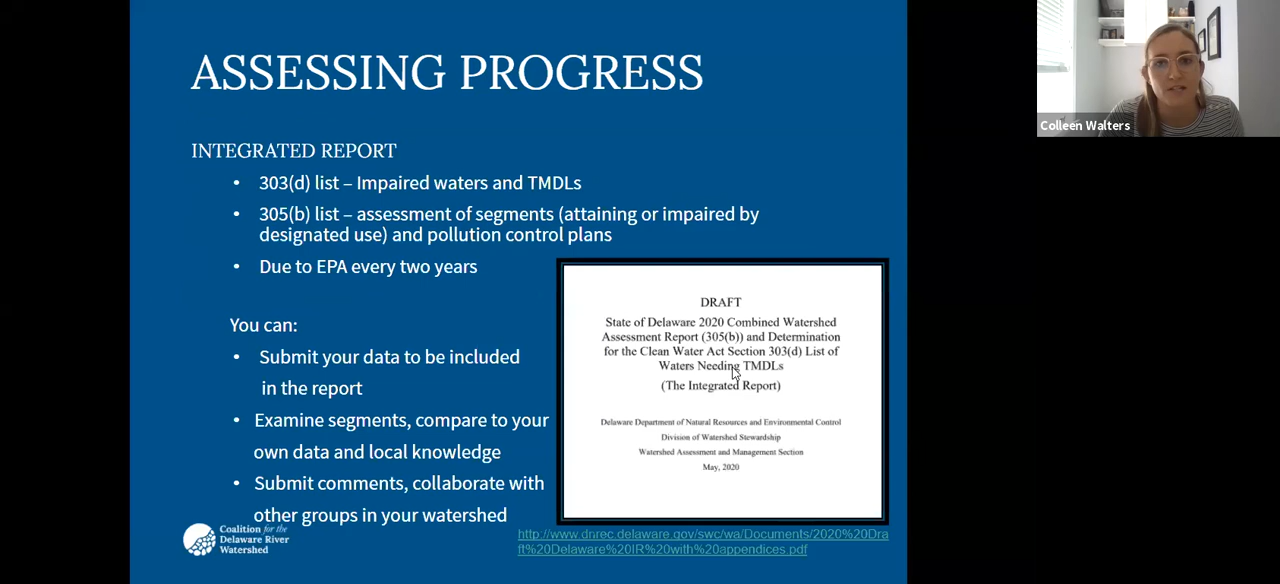 ASSESSING PROGRESS
Colleen Walters
INTEGRATED REPORT
• 303(d) list – Impaired waters and TMDLs
• 305(b) list – assessment of segments (attaining or impaired by
designated use) and pollution control plans
• Due to EPA every two years
You can:
• Submit your data to be included
in the report
• Examine segments, compare to your
own data and local knowledge
• Submit comments, collaborate with
other groups in your watershed
DRAFT
State of Delaware 2020 Combined Watershed
Assessment Report (305(b)) and Determination
for the Clean Water Act Section 303(d) List of
Waters Needing TMDLs
(The Integrated Report)
Delaware Department of Natural Resources and Environmental Control
Division of Watershed Stewardship
Watershed Assessment and Management Section
May, 2020
Coalition for the
Delaware River
Watershed
http://www.dnrec.delaware.gov/swc/wa/Documents/2020%20Dra
ft%20Delaware%20IR%20with%20appendices.pdf